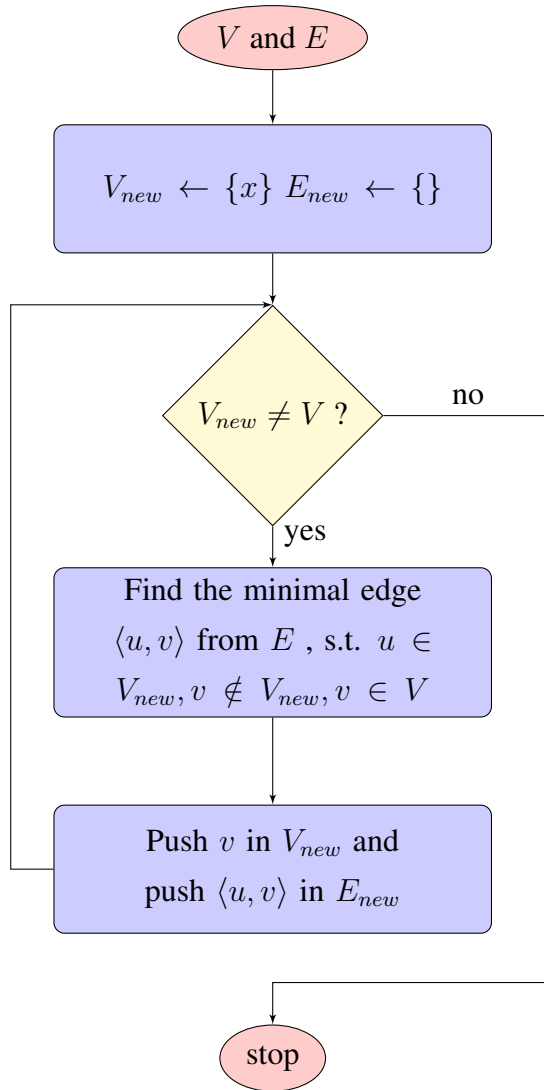 V and E
V_new ← {x} E_new ← {}
V_new ≠ V ?
no
yes
Find the minimal edge
⟨u, v⟩ from E , s.t. u ∈
V_new, v ∉ V_new, v ∈ V
Push v in V_new and
push ⟨u, v⟩ in E_new
stop